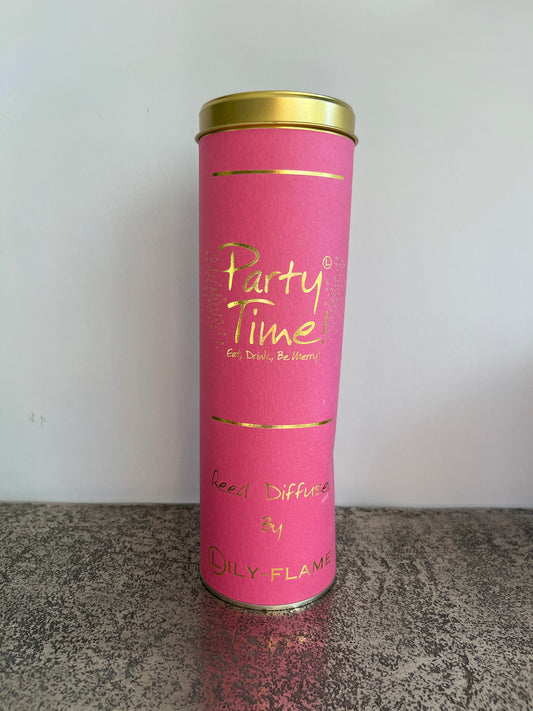 Party Ⓛ
Time!
Eat, Drink, Be Merry!
Reed Diffuser
By
LILY-FLAME